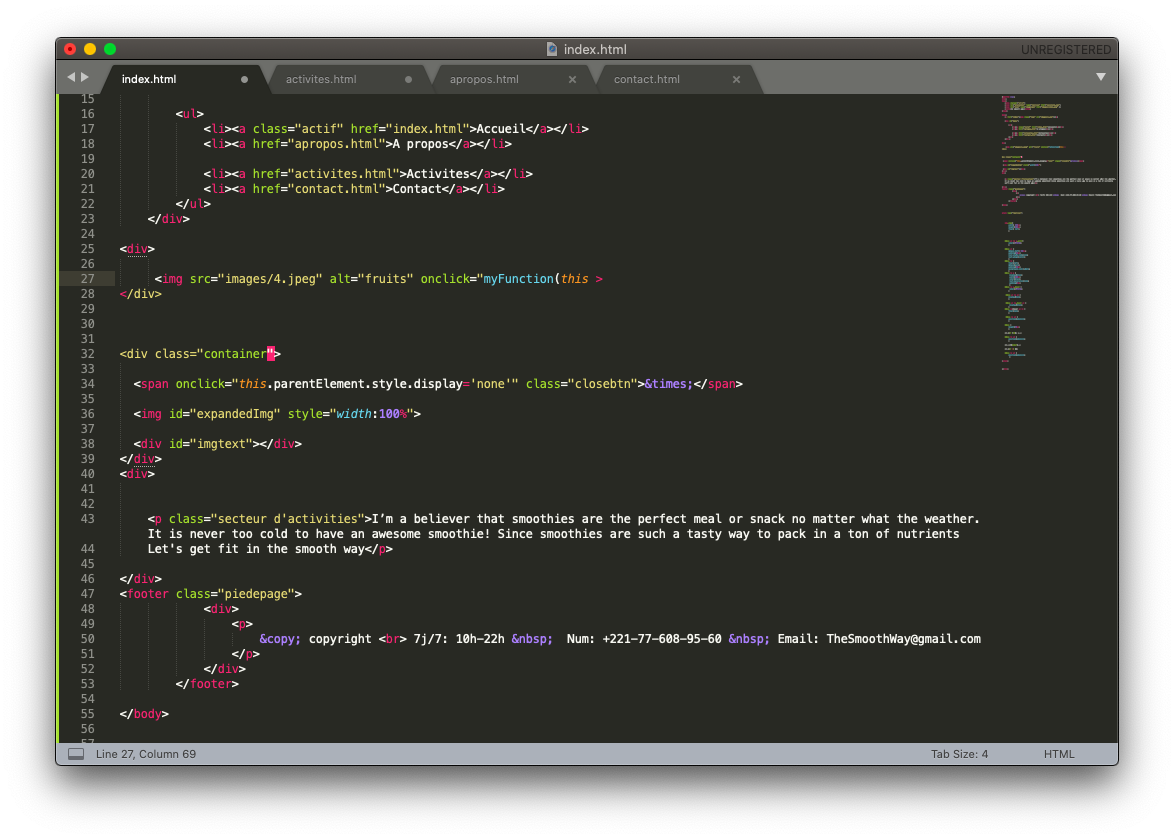 index.html
UNREGISTERED
index.html
activites.html
apropos.html
contact.html
15
16 <ul>
17 <li><a class="actif" href="index.html">Accueil</a></li>
18 <li><a href="apropos.html">A propos</a></li>
19
20 <li><a href="activites.html">Activites</a></li>
21 <li><a href="contact.html">Contact</a></li>
22 </ul>
23 </div>
24
25 <div>
26
27 <img src="images/4.jpeg" alt="fruits" onclick="myFunction(this >
28 </div>
29
30
31
32 <div class="container">
33
34 <span onclick="this.parentElement.style.display='none'" class="closebtn">&times;</span>
35
36 <img id="expandedImg" style="width:100%">
37
38 <div id="imgtext"></div>
39 </div>
40 <div>
41
42
43 <p class="secteur d'activities">I’m a believer that smoothies are the perfect meal or snack no matter what the weather.
It is never too cold to have an awesome smoothie! Since smoothies are such a tasty way to pack in a ton of nutrients
44 Let's get fit in the smooth way</p>
45
46 </div>
47 <footer class="piedepage">
48 <div>
49 <p>
50 &copy; copyright <br> 7j/7: 10h-22h &nbsp; Num: +221-77-608-95-60 &nbsp; Email: TheSmoothWay@gmail.com
51 </p>
52 </div>
53 </footer>
54
55 </body>
56
57
Line 27, Column 69
Tab Size: 4
HTML